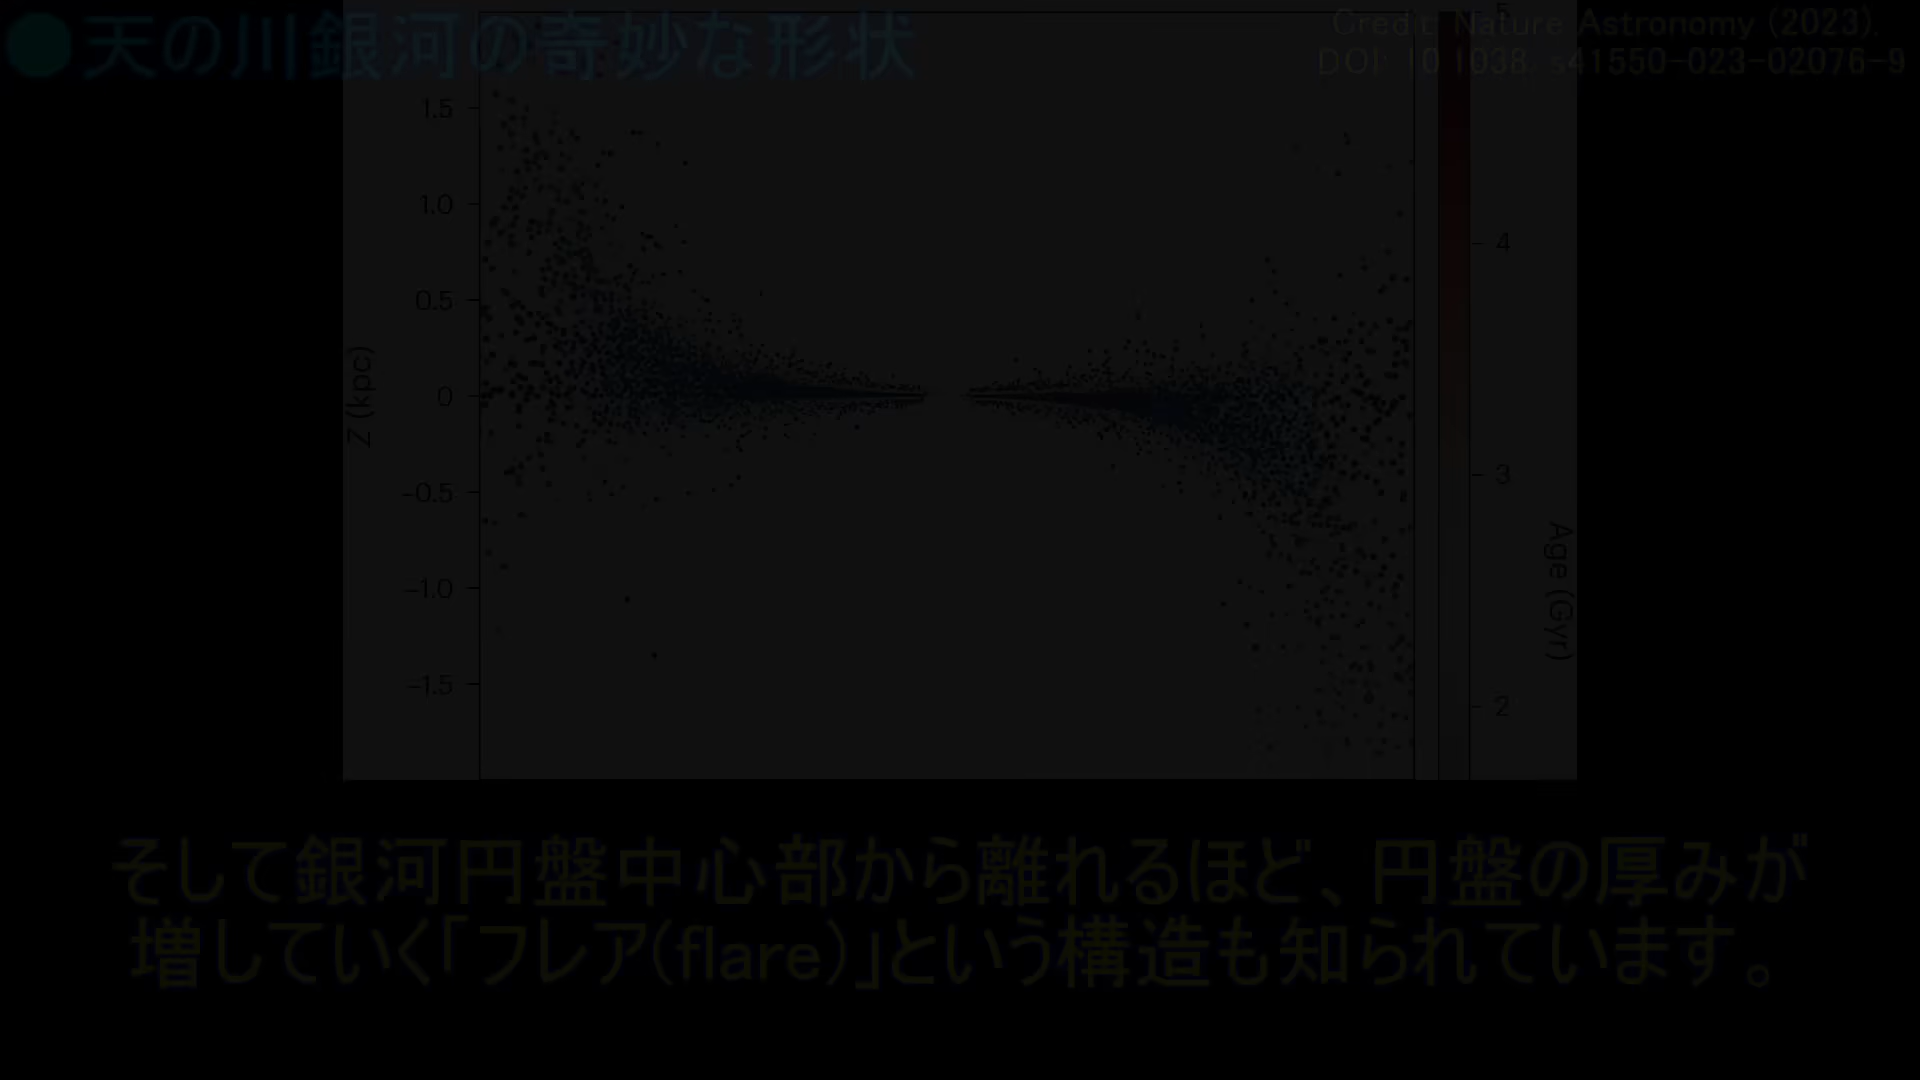 ●天の川銀河の奇妙な形状
Credit: Nature Astronomy (2023).
DOI: 10.1038/s41550-023-02076-9
5
1.5
1.0
0.5
0
-0.5
-1.0
-1.5
Z (kpc)
4
3
2
Age (Gyr)
そして銀河円盤中心部から離れるほど、円盤の厚みが
増していく「フレア(flare)」という構造も知られています。